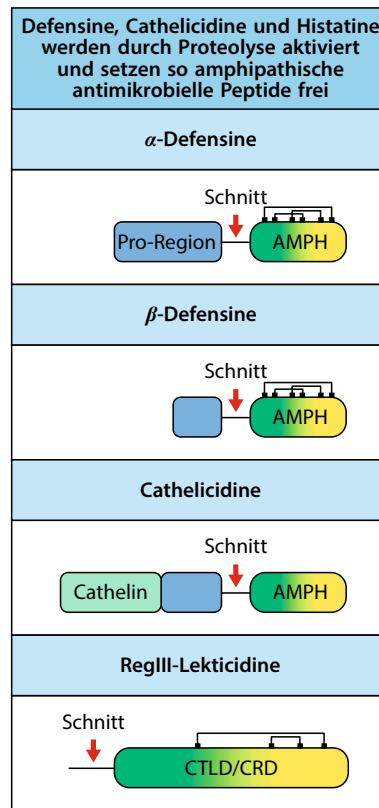 Defensine, Cathelicidine und Histatine
werden durch Proteolyse aktiviert
und setzen so amphipathische
antimikrobielle Peptide frei
α-Defensine
Schnitt
Pro-Region
AMPH
β-Defensine
Schnitt
AMPH
Cathelicidine
Schnitt
Cathelin
AMPH
RegIII-Lekticidine
Schnitt
CTLD/CRD